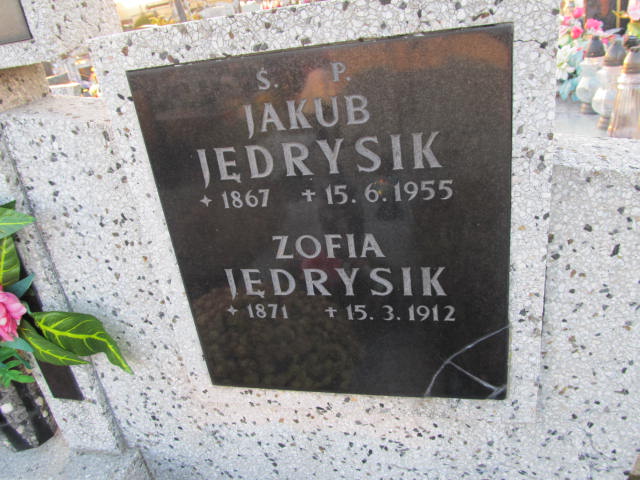 Ś. P.
JAKUB
JĘDRYSIK
* 1867 + 15.6.1955
ZOFIA
JĘDRYSIK
* 1871 + 15.3.1912